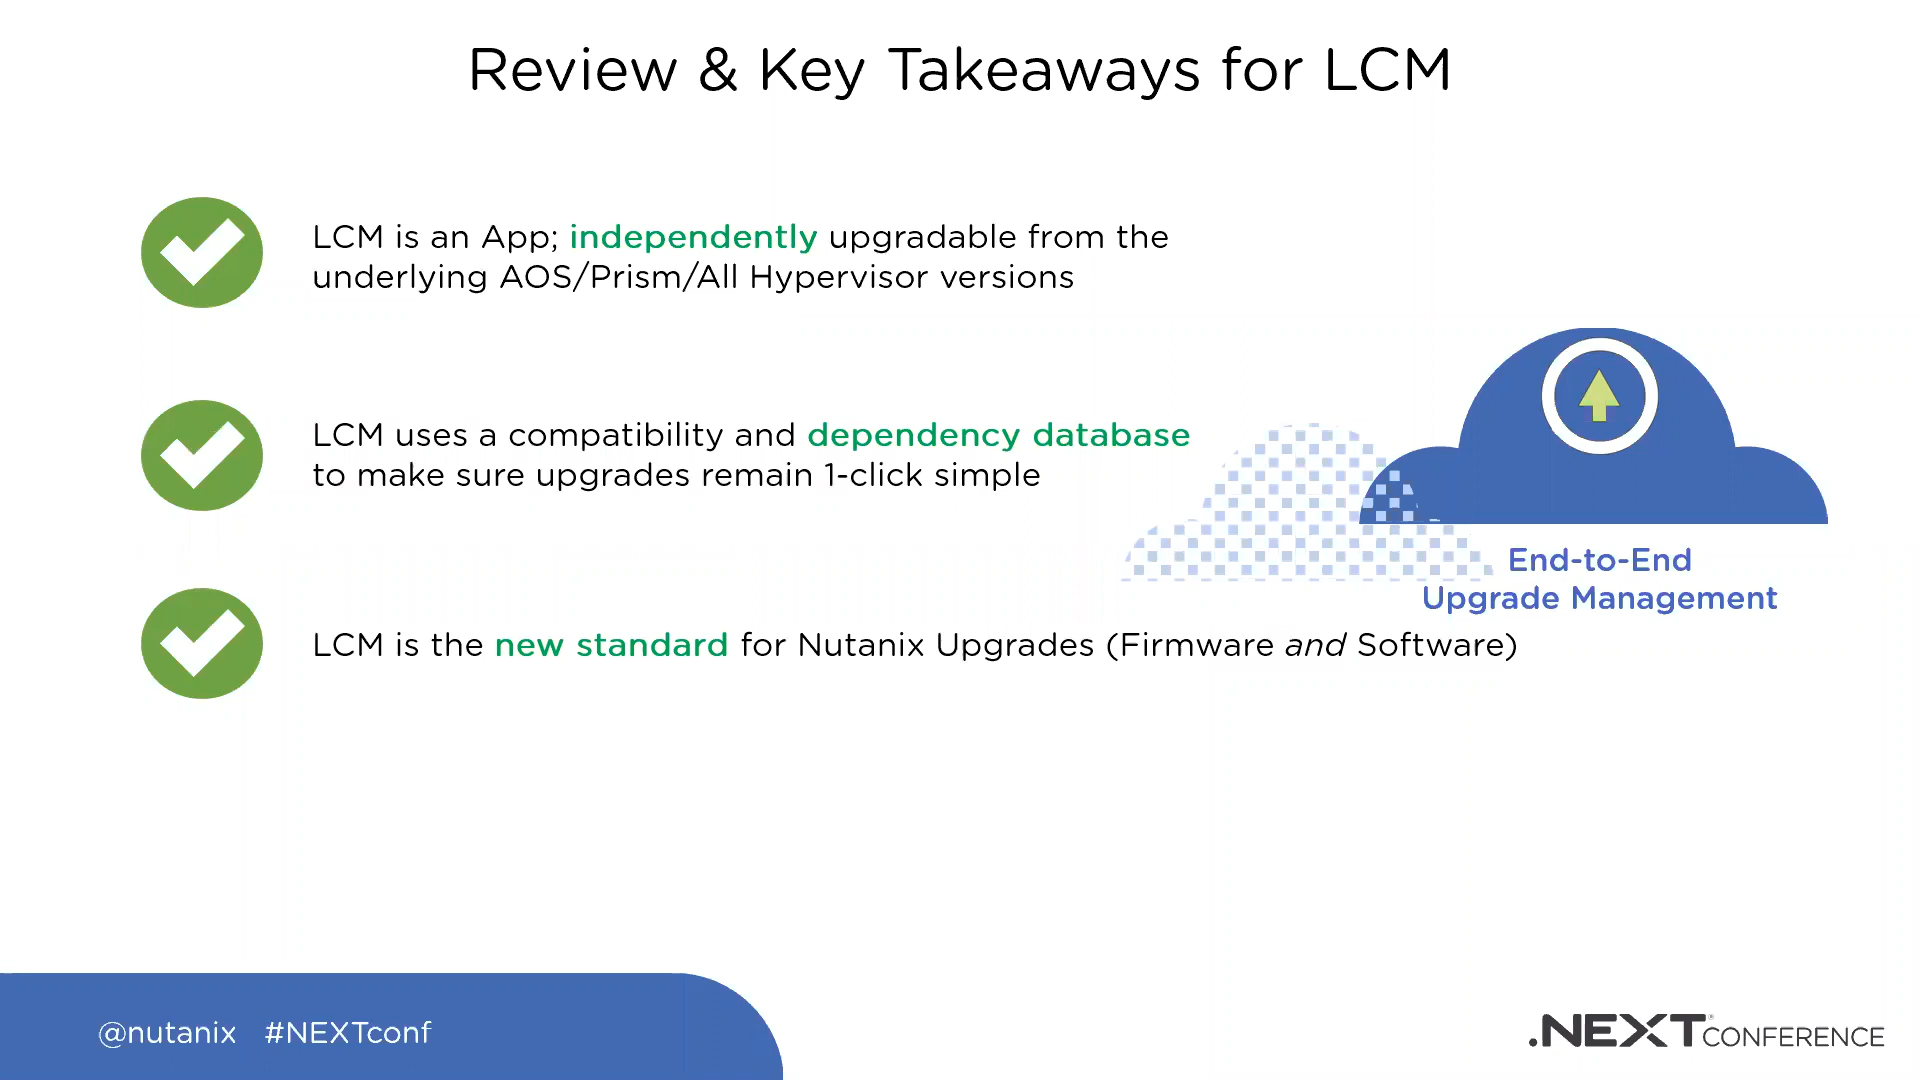 Review & Key Takeaways for LCM
LCM is an App; independently upgradable from the
underlying AOS/Prism/All Hypervisor versions
LCM uses a compatibility and dependency database
to make sure upgrades remain 1-click simple
End-to-End
Upgrade Management
LCM is the new standard for Nutanix Upgrades (Firmware and Software)
@nutanix #NEXTconf
.NEXT® CONFERENCE